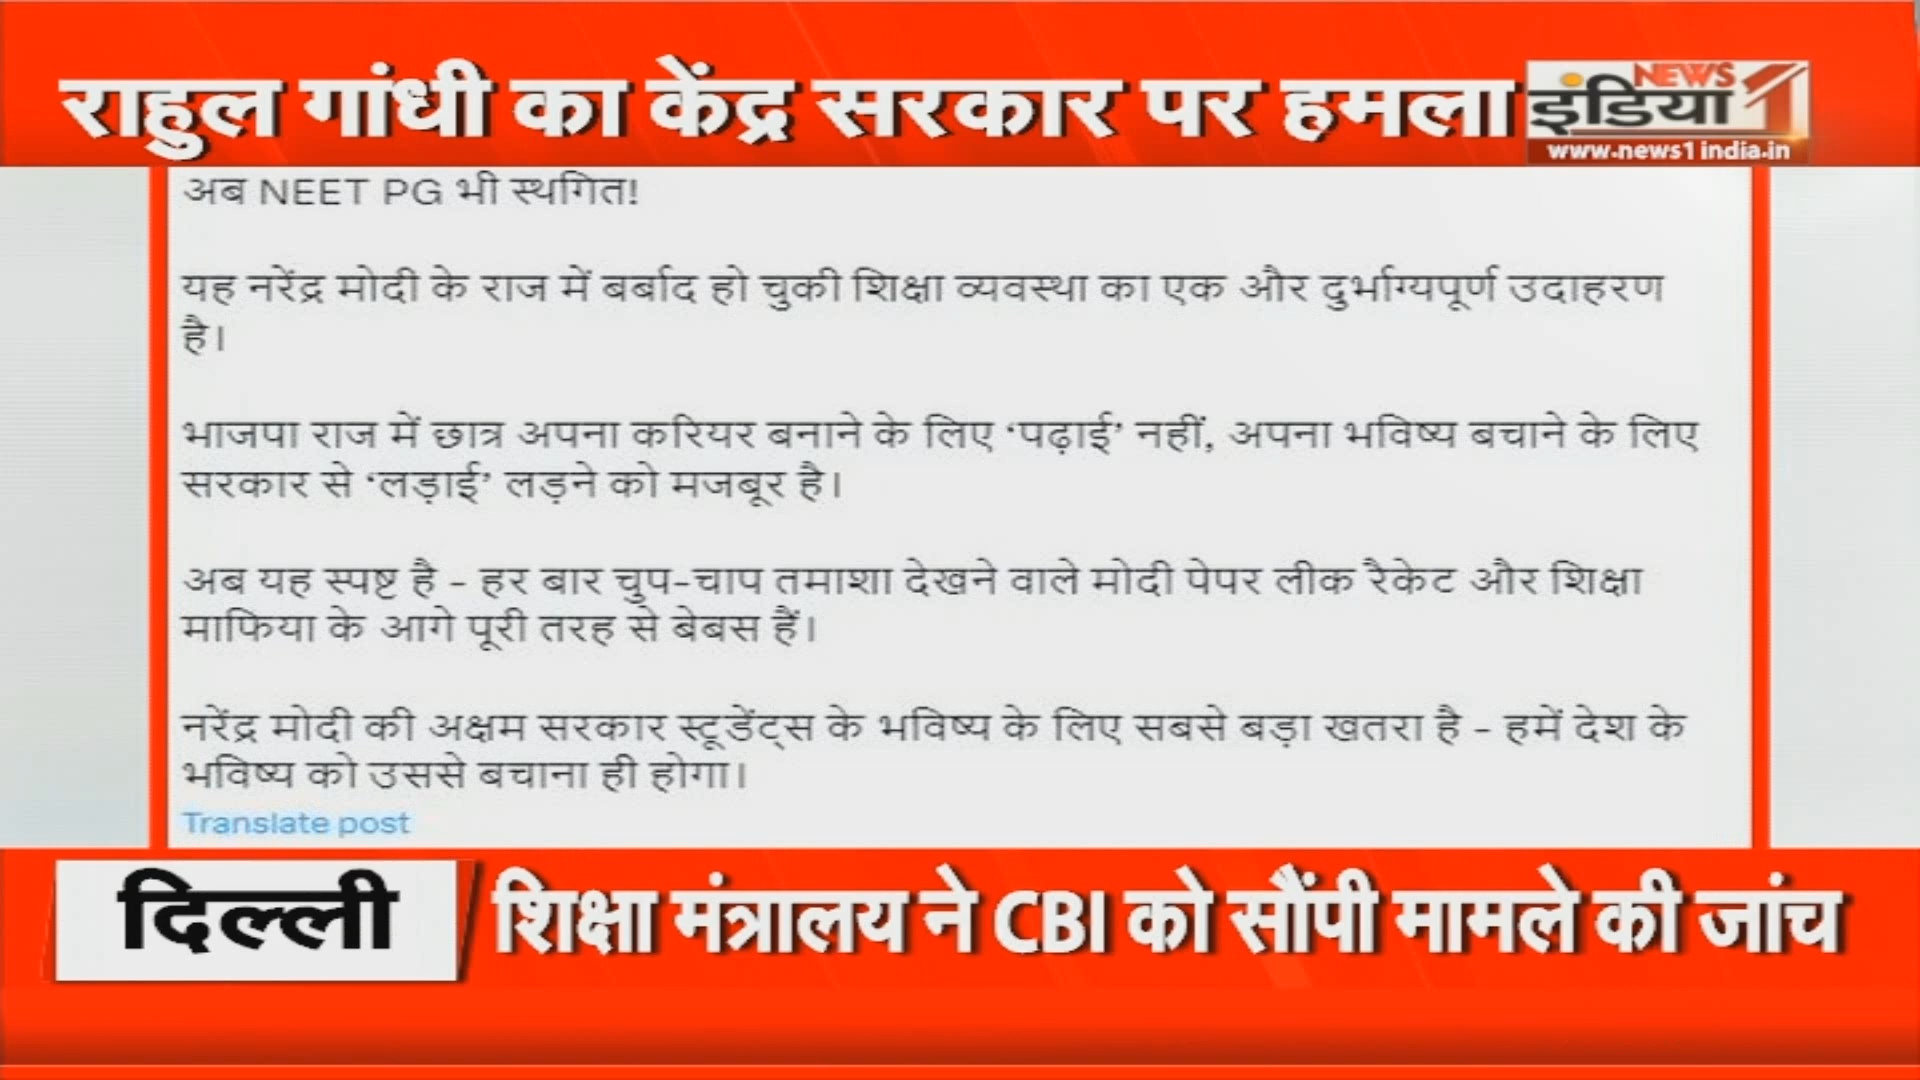 राहुल गांधी का केंद्र सरकार पर हमला
NEWS
इंडिया 1
www.news1india.in
अब NEET PG भी स्थगित!
यह नरेंद्र मोदी के राज में बर्बाद हो चुकी शिक्षा व्यवस्था का एक और दुर्भाग्यपूर्ण उदाहरण
है।
भाजपा राज में छात्र अपना करियर बनाने के लिए ‘पढ़ाई’ नहीं, अपना भविष्य बचाने के लिए
सरकार से ‘लड़ाई’ लड़ने को मजबूर है।
अब यह स्पष्ट है - हर बार चुप-चाप तमाशा देखने वाले मोदी पेपर लीक रैकेट और शिक्षा
माफिया के आगे पूरी तरह से बेबस हैं।
नरेंद्र मोदी की अक्षम सरकार स्टूडेंट्स के भविष्य के लिए सबसे बड़ा खतरा है - हमें देश के
भविष्य को उससे बचाना ही होगा।
Translate post
दिल्ली
शिक्षा मंत्रालय ने CBI को सौंपी मामले की जांच